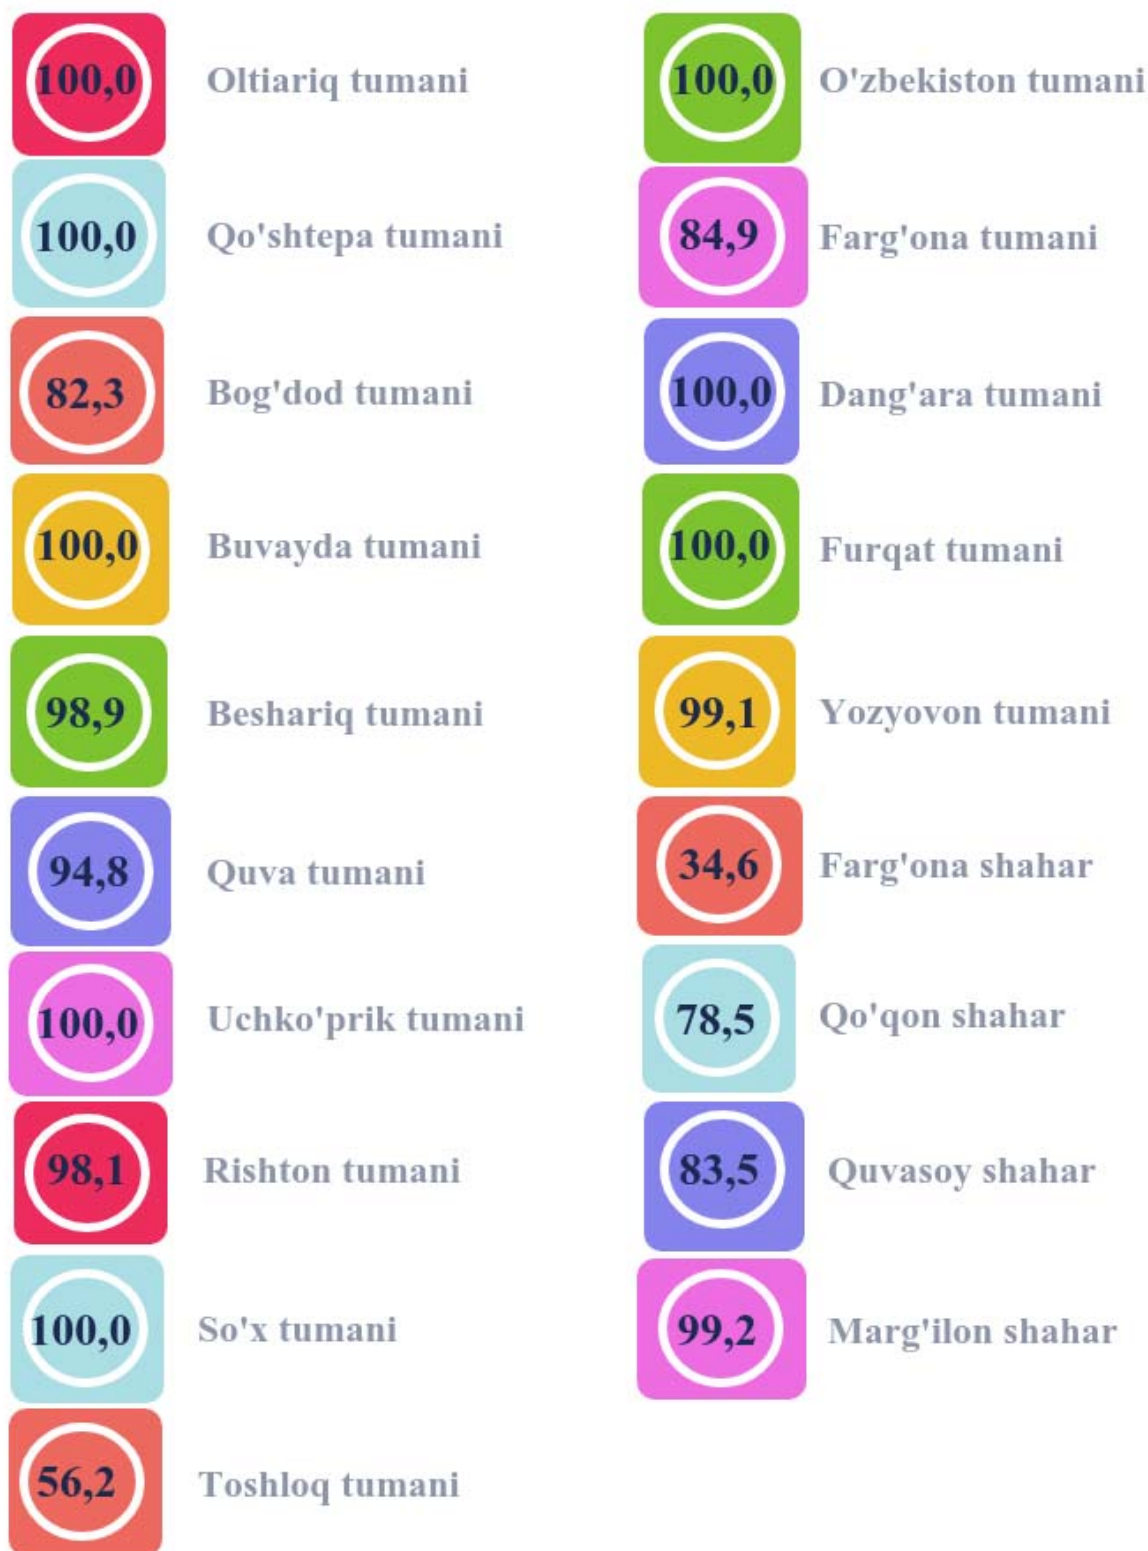 100,0 Oltiariq tumani
100,0 Qo'shtepa tumani
82,3 Bog'dod tumani
100,0 Buvayda tumani
98,9 Beshariq tumani
94,8 Quva tumani
100,0 Uchko'prik tumani
98,1 Rishton tumani
100,0 So'x tumani
56,2 Toshloq tumani
100,0 O'zbekiston tumani
84,9 Farg'ona tumani
100,0 Dang'ara tumani
100,0 Furqat tumani
99,1 Yozyovon tumani
34,6 Farg'ona shahar
78,5 Qo'qon shahar
83,5 Quvasoy shahar
99,2 Marg'ilon shahar